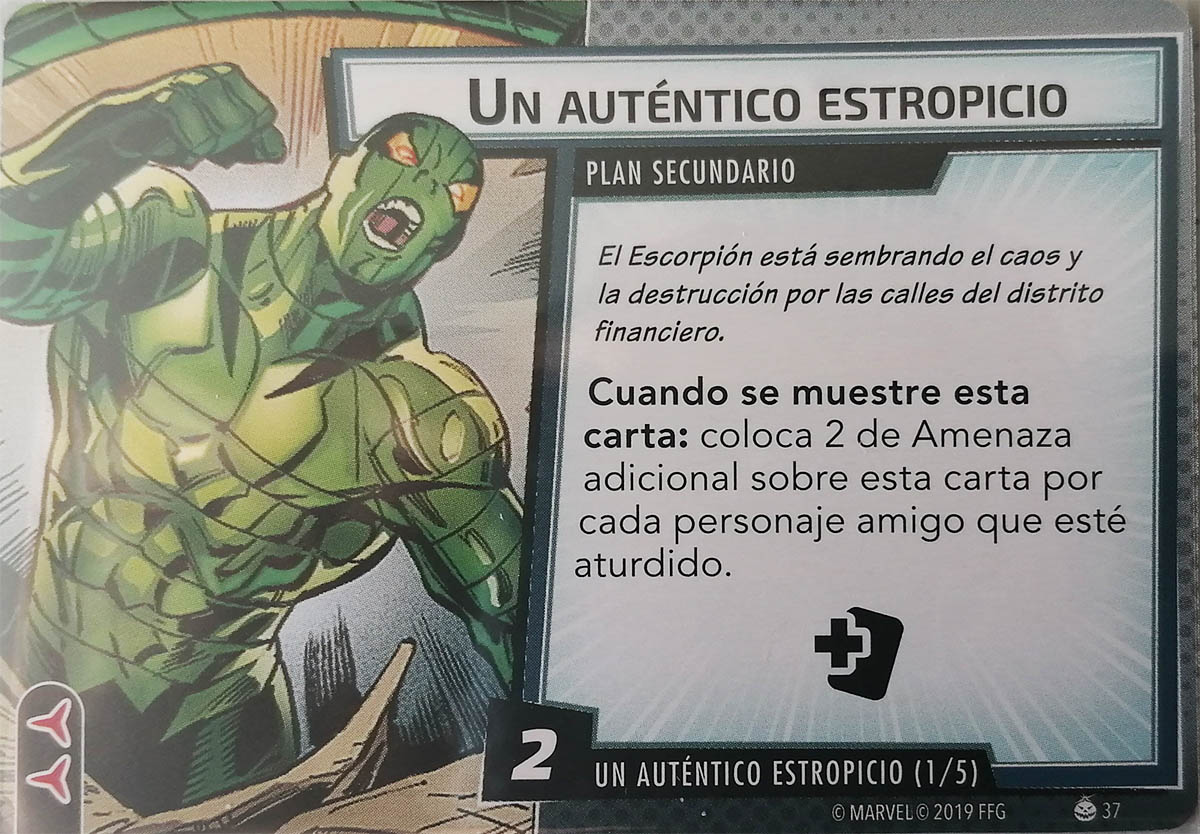 UN AUTÉNTICO ESTROPICIO
PLAN SECUNDARIO
El Escorpión está sembrando el caos y
la destrucción por las calles del distrito
financiero.
Cuando se muestre esta
carta: coloca 2 de Amenaza
adicional sobre esta carta por
cada personaje amigo que esté
aturdido.
2
UN AUTÉNTICO ESTROPICIO (1/5)
© MARVEL © 2019 FFG
37